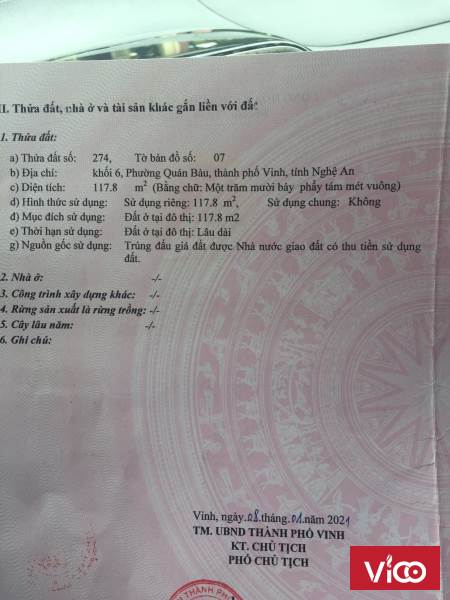 II. Thửa đất, nhà ở và tài sản khác gắn liền với đất
1. Thửa đất:
a) Thửa đất số: 274, Tờ bản đồ số: 07
b) Địa chỉ: khối 6, Phường Quán Bàu, thành phố Vinh, tỉnh Nghệ An
c) Diện tích: 117.8 m² (Bằng chữ: Một trăm mười bảy phẩy tám mét vuông)
d) Hình thức sử dụng: Sử dụng riêng: 117.8 m², Sử dụng chung: Không
đ) Mục đích sử dụng: Đất ở tại đô thị: 117.8 m2
e) Thời hạn sử dụng: Đất ở tại đô thị: Lâu dài
g) Nguồn gốc sử dụng: Trúng đấu giá đất được Nhà nước giao đất có thu tiền sử dụng
đất.
2. Nhà ở: -/-
3. Công trình xây dựng khác: -/-
4. Rừng sản xuất là rừng trồng: -/-
5. Cây lâu năm: -/-
6. Ghi chú:
Vinh, ngày 08 tháng 01 năm 2021
TM. UBND THÀNH PHỐ VINH
KT. CHỦ TỊCH
PHÓ CHỦ TỊCH
THÀNH PH
Vico